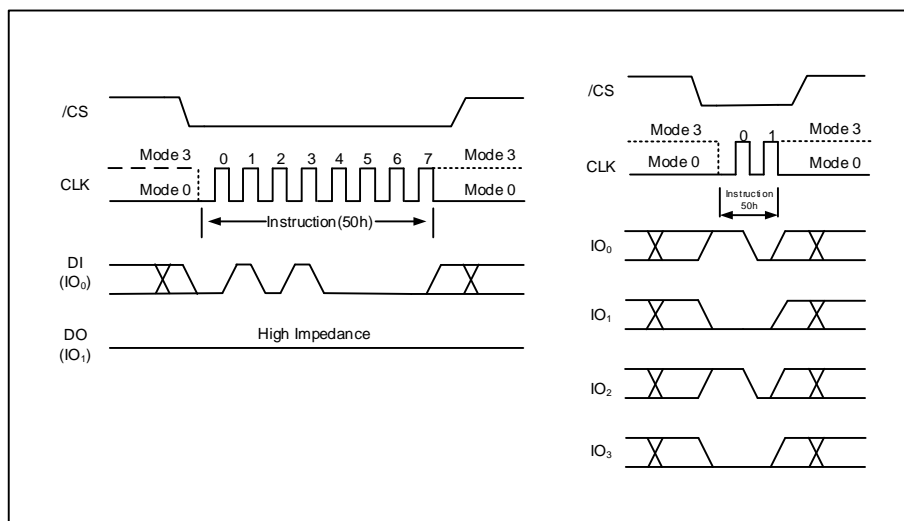 /CS
Mode 3
0 1 2 3 4 5 6 7
Mode 3
CLK
Mode 0
Mode 0
Instruction(50h)
DI
(IO0)
High Impedance
DO
(IO1)
/CS
Mode 3
0 1
Mode 3
CLK
Mode 0
Mode 0
Instruction
50h
IO0
IO1
IO2
IO3